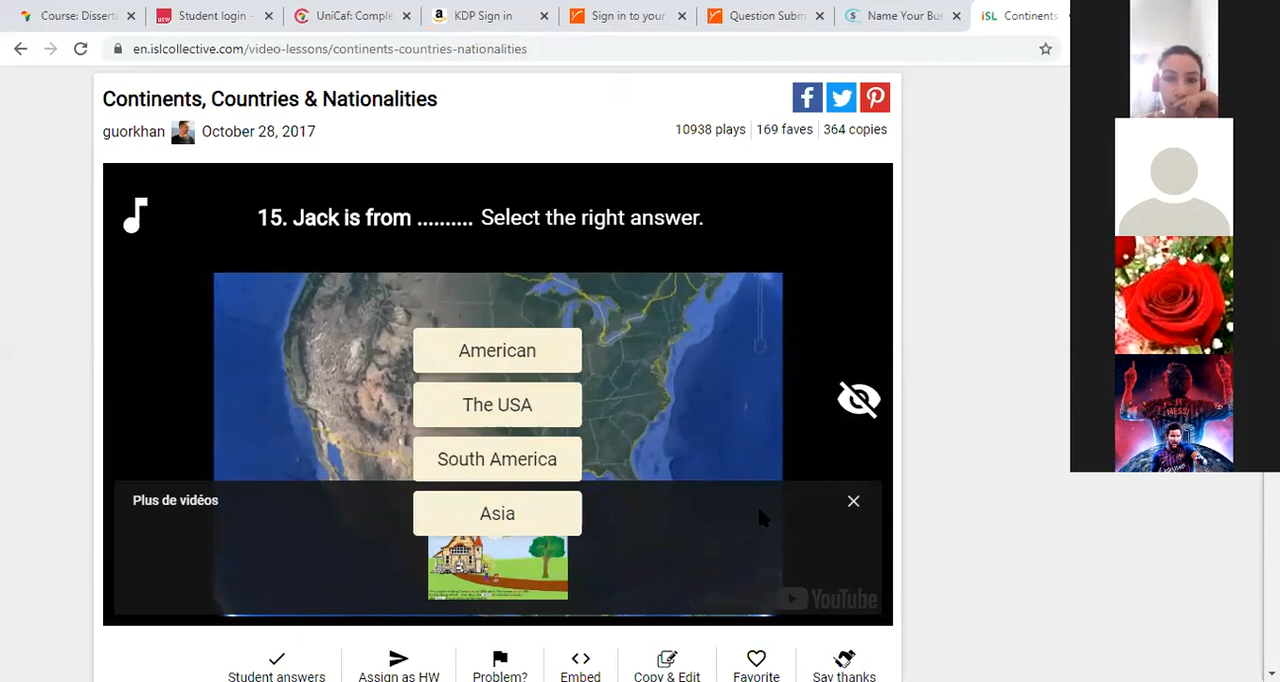 Course: Disserta
Student login -
UniCaf: Comple
KDP Sign in
Sign in to your
Question Subm
Name Your Bus
iSL Continents
en.islcollective.com/video-lessons/continents-countries-nationalities
Continents, Countries & Nationalities
guorkhan October 28, 2017
10938 plays 169 faves 364 copies
15. Jack is from .......... Select the right answer.
American
The USA
South America
Asia
Plus de vidéos
YouTube
MESSI
Student answers
Assign as HW
Problem?
Embed
Copy & Edit
Favorite
Say thanks